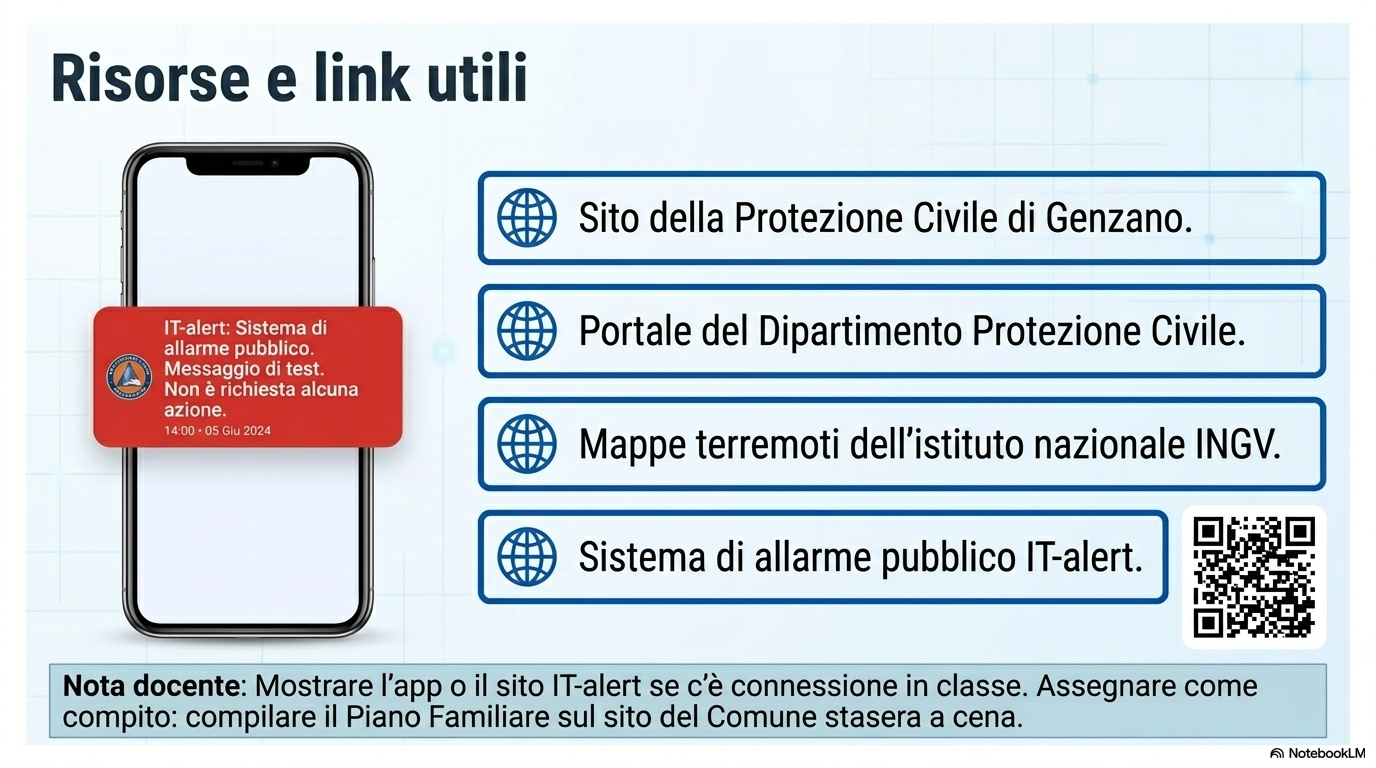 Risorse e link utili
IT-alert: Sistema di
allarme pubblico.
Messaggio di test.
Non è richiesta alcuna
azione.
14:00 • 05 Giu 2024
Sito della Protezione Civile di Genzano.
Portale del Dipartimento Protezione Civile.
Mappe terremoti dell’istituto nazionale INGV.
Sistema di allarme pubblico IT-alert.
Nota docente: Mostrare l’app o il sito IT-alert se c’è connessione in classe. Assegnare come
compito: compilare il Piano Familiare sul sito del Comune stasera a cena.
NotebookLM